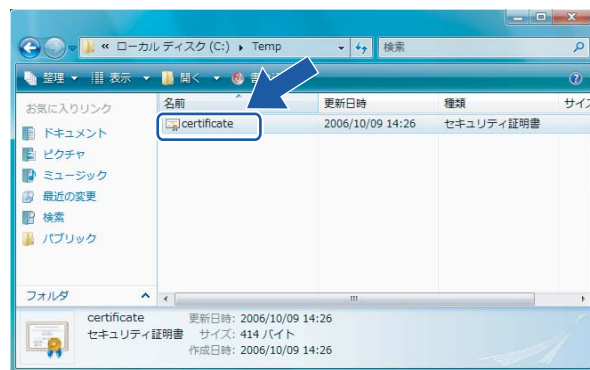 « ローカル ディスク (C:) ▸ Temp 検索
整理 表示 開く
お気に入りリンク
ドキュメント
ピクチャ
ミュージック
最近の変更
検索
パブリック
フォルダ
名前 更新日時 種類 サイズ
certificate 2006/10/09 14:26 セキュリティ証明書
certificate 更新日時: 2006/10/09 14:26
セキュリティ証明書 サイズ: 414 バイト
作成日時: 2006/10/09 14:26